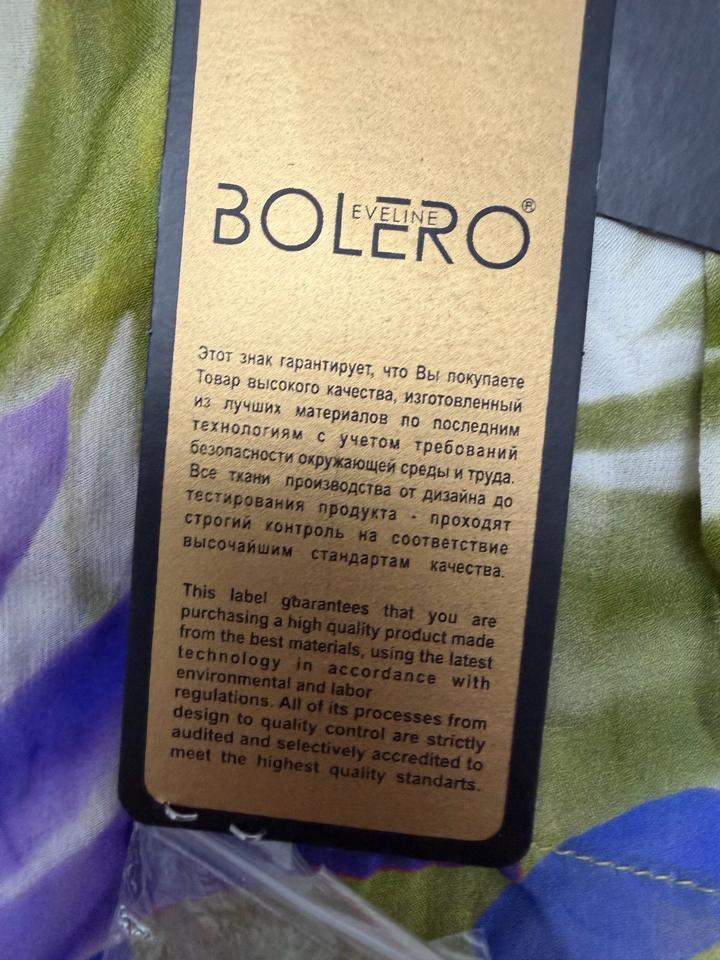 BOLERO
EVELINE
®
Этот знак гарантирует, что Вы покупаете
Товар высокого качества, изготовленный
из лучших материалов по последним
технологиям с учетом требований
безопасности окружающей среды и труда.
Все ткани производства от дизайна до
тестирования продукта - проходят
строгий контроль на соответствие
высочайшим стандартам качества.
This label guarantees that you are
purchasing a high quality product made
from the best materials, using the latest
technology in accordance with
environmental and labor
regulations. All of its processes from
design to quality control are strictly
audited and selectively accredited to
meet the highest quality standarts.